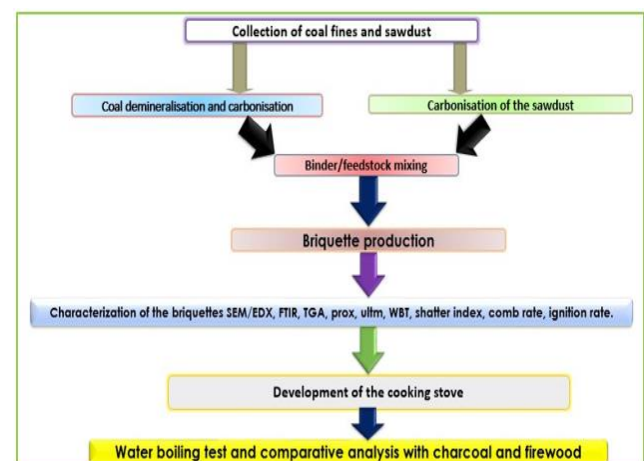 Collection of coal fines and sawdust
Coal demineralisation and carbonisation
Carbonisation of the sawdust
Binder/feedstock mixing
Briquette production
Characterization of the briquettes SEM/EDX, FTIR, TGA, prox, ultm, WBT, shatter index, comb rate, ignition rate.
Development of the cooking stove
Water boiling test and comparative analysis with charcoal and firewood